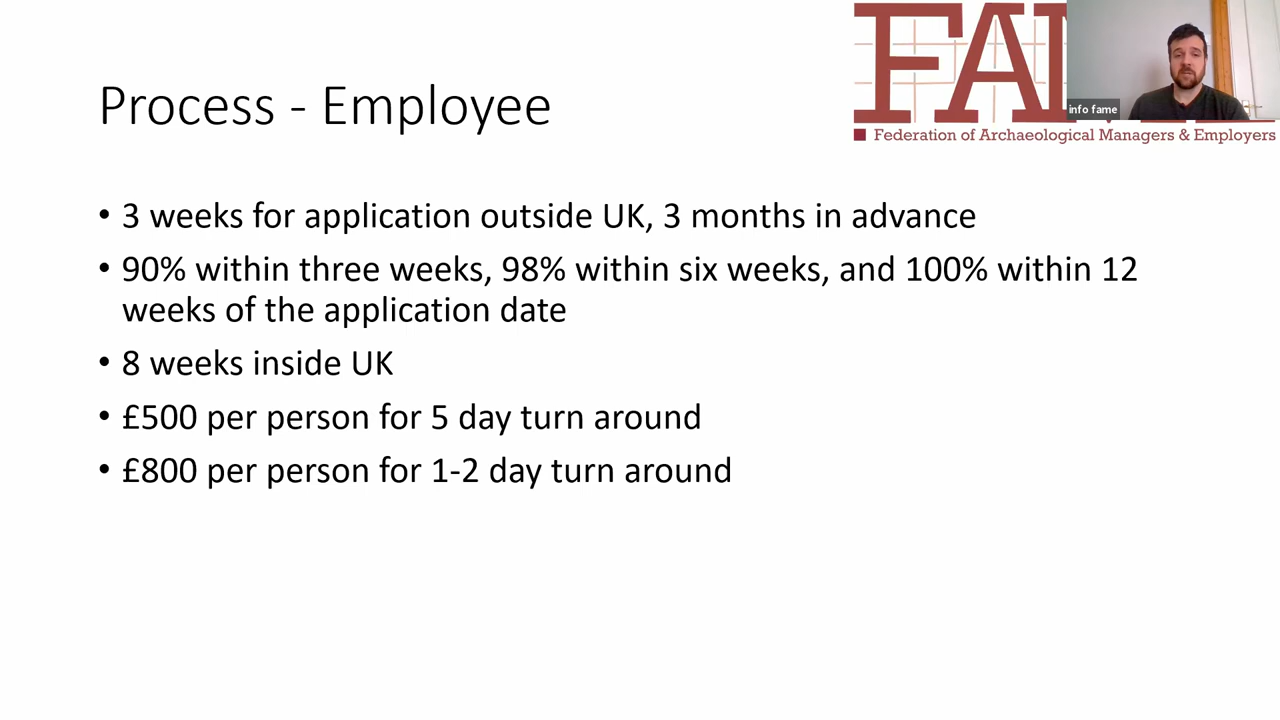 FA
info fame
Federation of Archaeological Managers & Employers
Process - Employee
• 3 weeks for application outside UK, 3 months in advance
• 90% within three weeks, 98% within six weeks, and 100% within 12
weeks of the application date
• 8 weeks inside UK
• £500 per person for 5 day turn around
• £800 per person for 1-2 day turn around